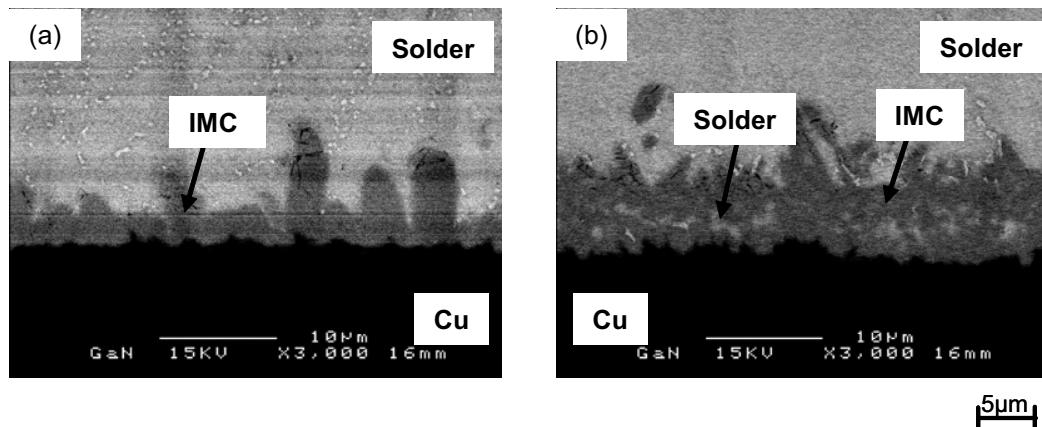 (a)
Solder
IMC
Cu
10µm
GaN 15KV X3,000 16mm
(b)
Solder
Solder
IMC
Cu
10µm
GaN 15KV X3,000 16mm
5µm